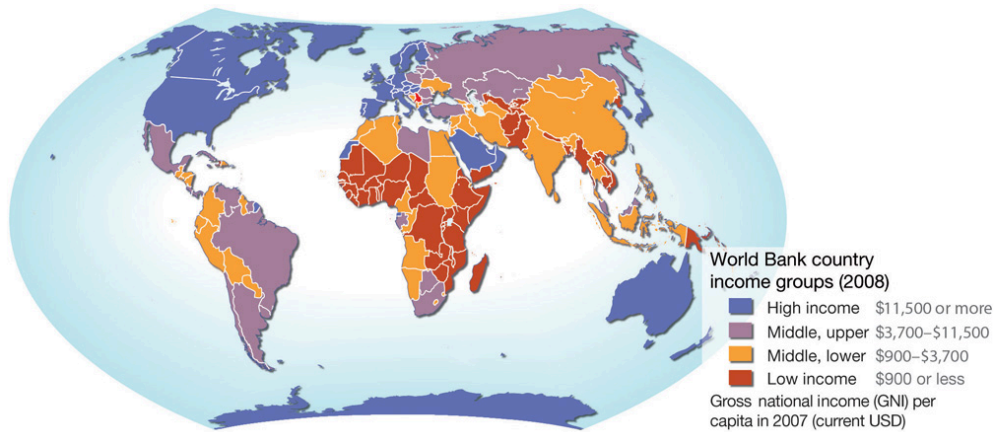 World Bank country
income groups (2008)
High income $11,500 or more
Middle, upper $3,700–$11,500
Middle, lower $900–$3,700
Low income $900 or less
Gross national income (GNI) per
capita in 2007 (current USD)